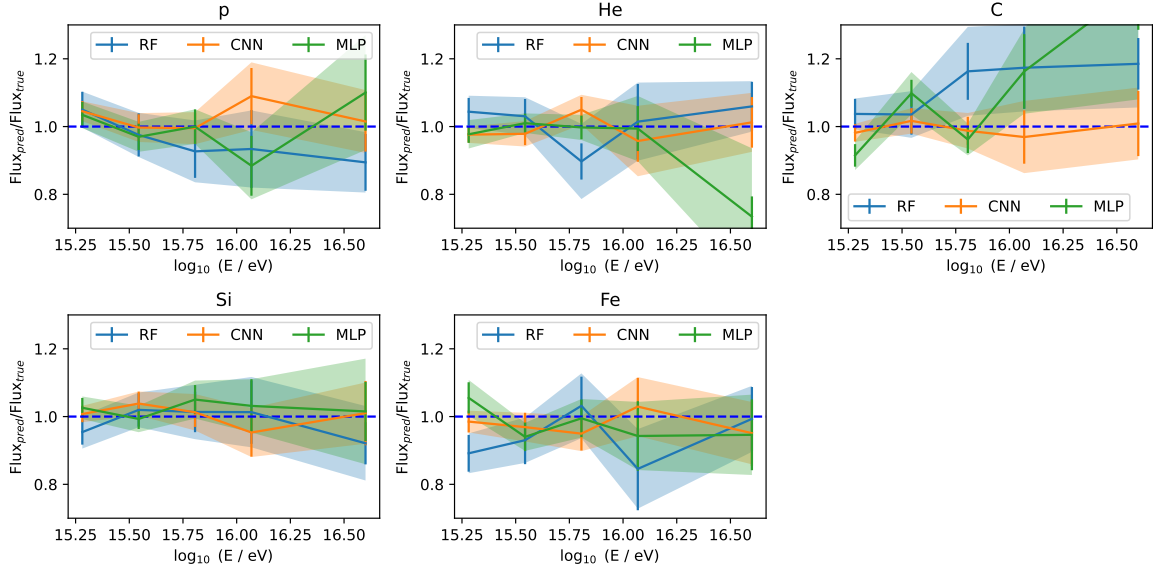 p
1.2
1.0
0.8
Flux_pred/Flux_true
RF CNN MLP
15.25 15.50 15.75 16.00 16.25 16.50
log₁₀ (E / eV)
He
1.2
1.0
0.8
Flux_pred/Flux_true
RF CNN MLP
15.25 15.50 15.75 16.00 16.25 16.50
log₁₀ (E / eV)
C
1.2
1.0
0.8
Flux_pred/Flux_true
RF CNN MLP
15.25 15.50 15.75 16.00 16.25 16.50
log₁₀ (E / eV)
Si
1.2
1.0
0.8
Flux_pred/Flux_true
RF CNN MLP
15.25 15.50 15.75 16.00 16.25 16.50
log₁₀ (E / eV)
Fe
1.2
1.0
0.8
Flux_pred/Flux_true
RF CNN MLP
15.25 15.50 15.75 16.00 16.25 16.50
log₁₀ (E / eV)